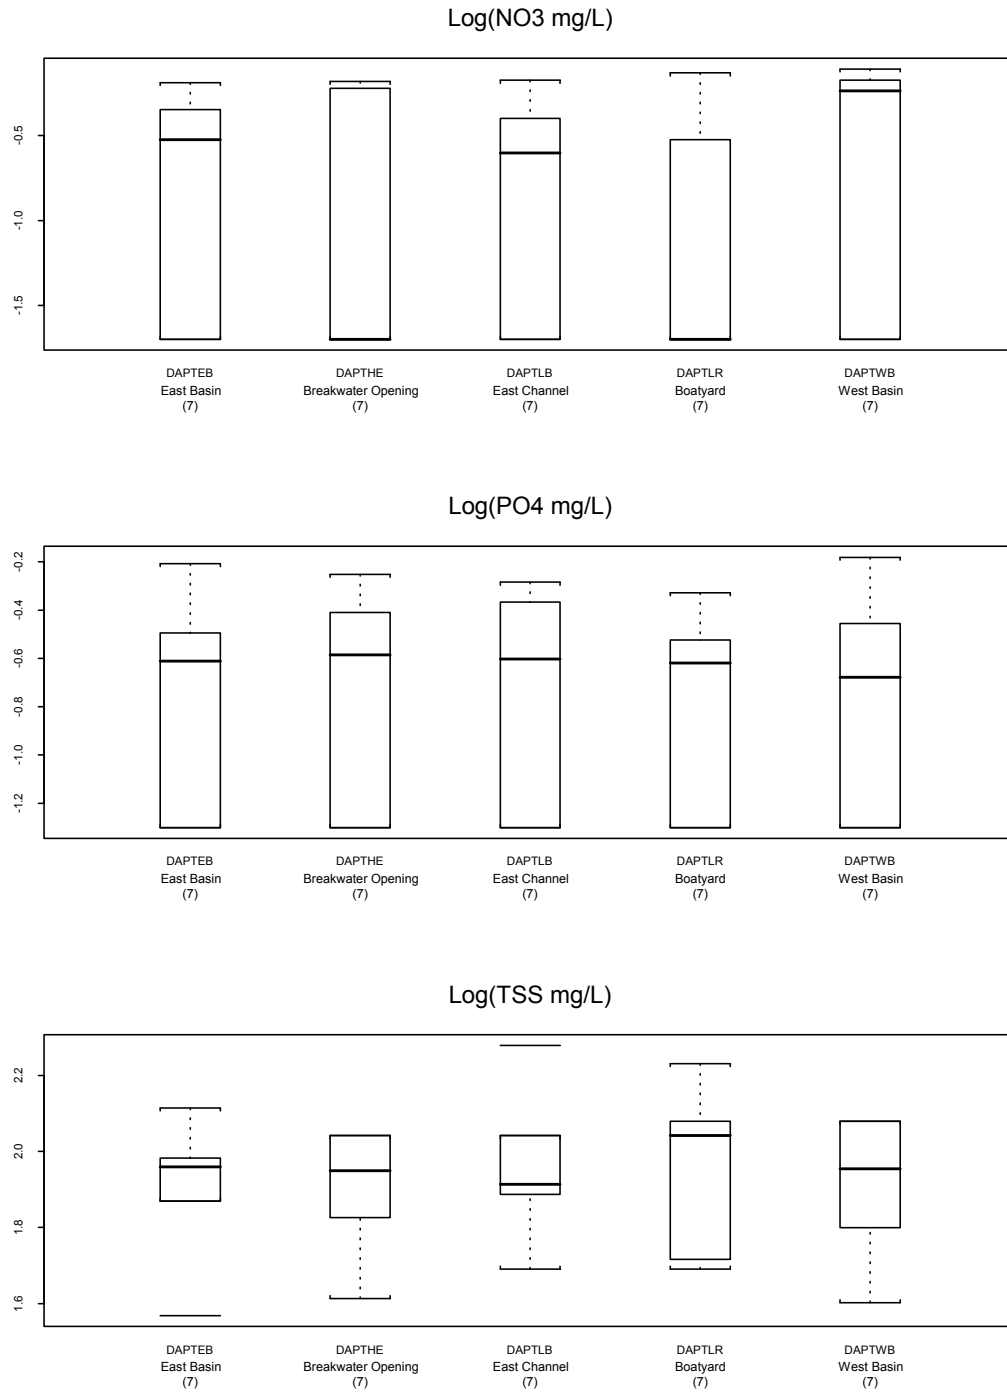 Log(NO3 mg/L)
-0.5
-1.0
-1.5
DAPTEB DAPTHE DAPTLB DAPTLR DAPTWB
East Basin Breakwater Opening East Channel Boatyard West Basin
(7) (7) (7) (7) (7)
Log(PO4 mg/L)
-0.2
-0.4
-0.6
-0.8
-1.0
-1.2
DAPTEB DAPTHE DAPTLB DAPTLR DAPTWB
East Basin Breakwater Opening East Channel Boatyard West Basin
(7) (7) (7) (7) (7)
Log(TSS mg/L)
2.2
2.0
1.8
1.6
DAPTEB DAPTHE DAPTLB DAPTLR DAPTWB
East Basin Breakwater Opening East Channel Boatyard West Basin
(7) (7) (7) (7) (7)